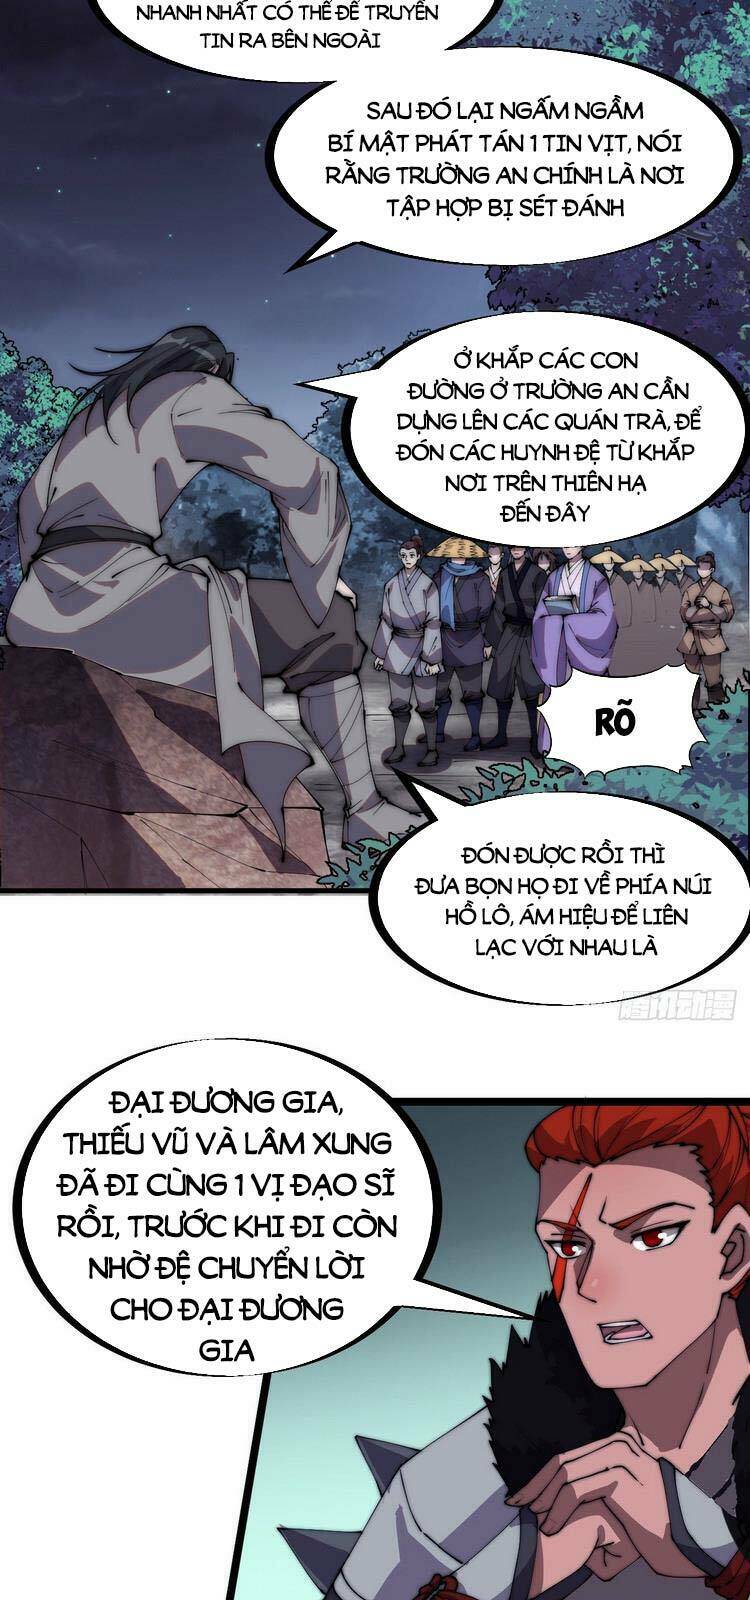 NHANH NHẤT CÓ THỂ ĐỂ TRUYỀN
TIN RA BÊN NGOÀI
SAU ĐÓ LẠI NGẤM NGẦM
BÍ MẬT PHÁT TÁN 1 TIN VỊT, NÓI
RẰNG TRƯỜNG AN CHÍNH LÀ NƠI
TẬP HỢP BỊ SÉT ĐÁNH
Ở KHẮP CÁC CON
ĐƯỜNG Ở TRƯỜNG AN CẦN
DỰNG LÊN CÁC QUÁN TRÀ, ĐỂ
ĐÓN CÁC HUYNH ĐỆ TỪ KHẮP
NƠI TRÊN THIÊN HẠ
ĐẾN ĐÂY
RÕ
ĐÓN ĐƯỢC RỒI THÌ
ĐƯA BỌN HỌ ĐI VỀ PHÍA NÚI
HỒ LÔ, ÁM HIỆU ĐỂ LIÊN
LẠC VỚI NHAU LÀ
腾讯动漫
ĐẠI ĐƯƠNG GIA,
THIẾU VŨ VÀ LÂM XUNG
ĐÃ ĐI CÙNG 1 VỊ ĐẠO SĨ
RỒI, TRƯỚC KHI ĐI CÒN
NHỜ ĐỆ CHUYỂN LỜI
CHO ĐẠI ĐƯƠNG
GIA